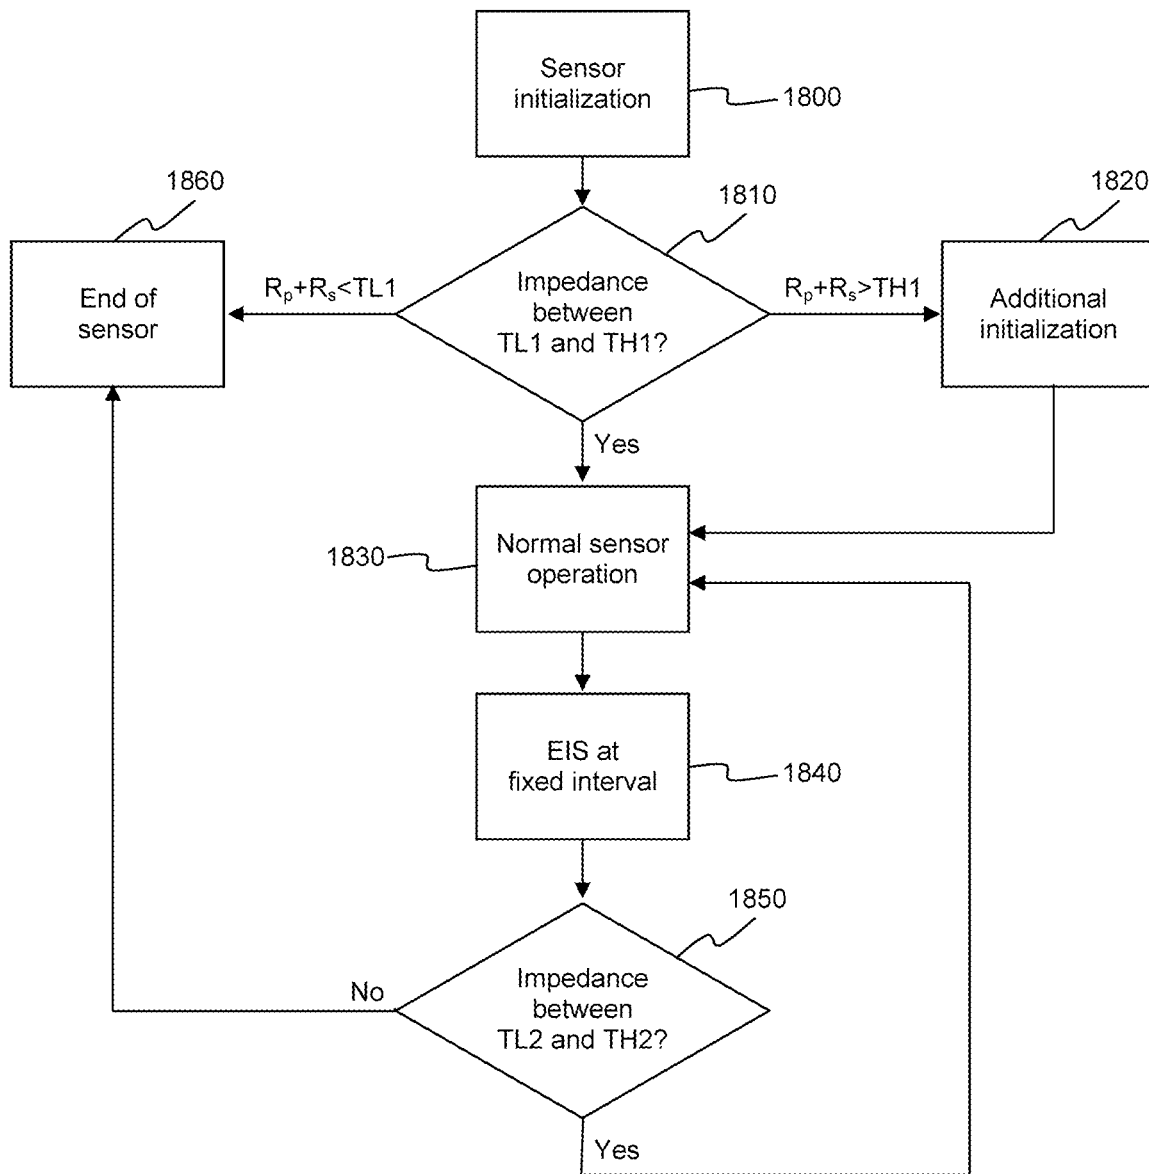 Sensor
initialization
1800
1860
1810
1820
End of
sensor
Rₚ+Rₛ<TL1
Impedance
between
TL1 and TH1?
Rₚ+Rₛ>TH1
Additional
initialization
Yes
1830
Normal sensor
operation
EIS at
fixed interval
1840
1850
No
Impedance
between
TL2 and TH2?
Yes